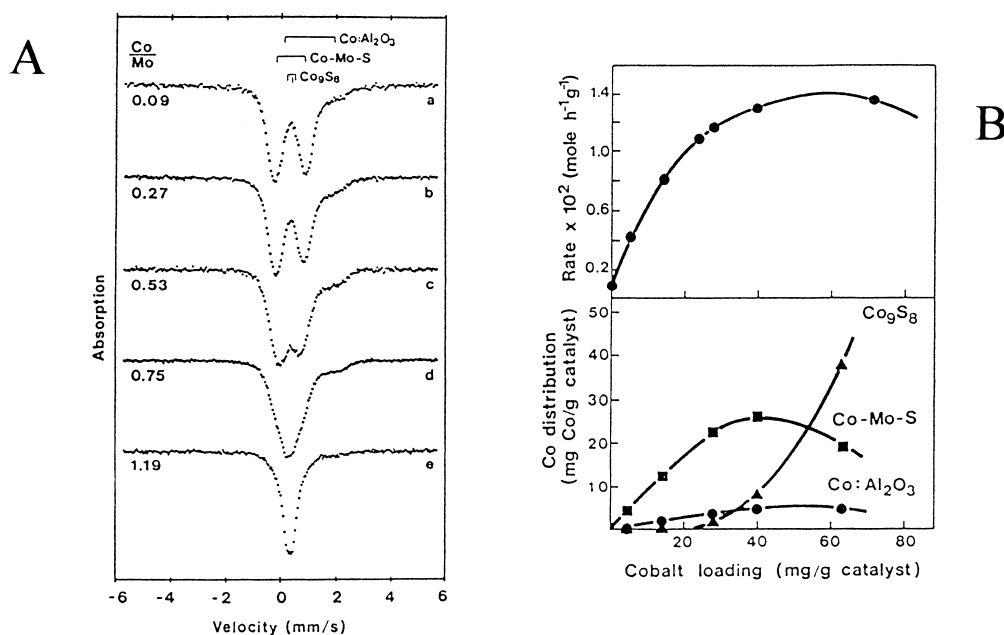 A
Co
Mo
Co:Al₂O₃
Co-Mo-S
Co₉S₈
0.09
a
0.27
b
0.53
c
0.75
d
1.19
e
Absorption
-6 -4 -2 0 2 4 6
Velocity (mm/s)
B
1.4
1.0
0.6
0.2
Rate x 10² (mole h⁻¹g⁻¹)
50
40
30
20
10
Co distribution
(mg Co/g catalyst)
Co₉S₈
Co-Mo-S
Co:Al₂O₃
20 40 60 80
Cobalt loading (mg/g catalyst)